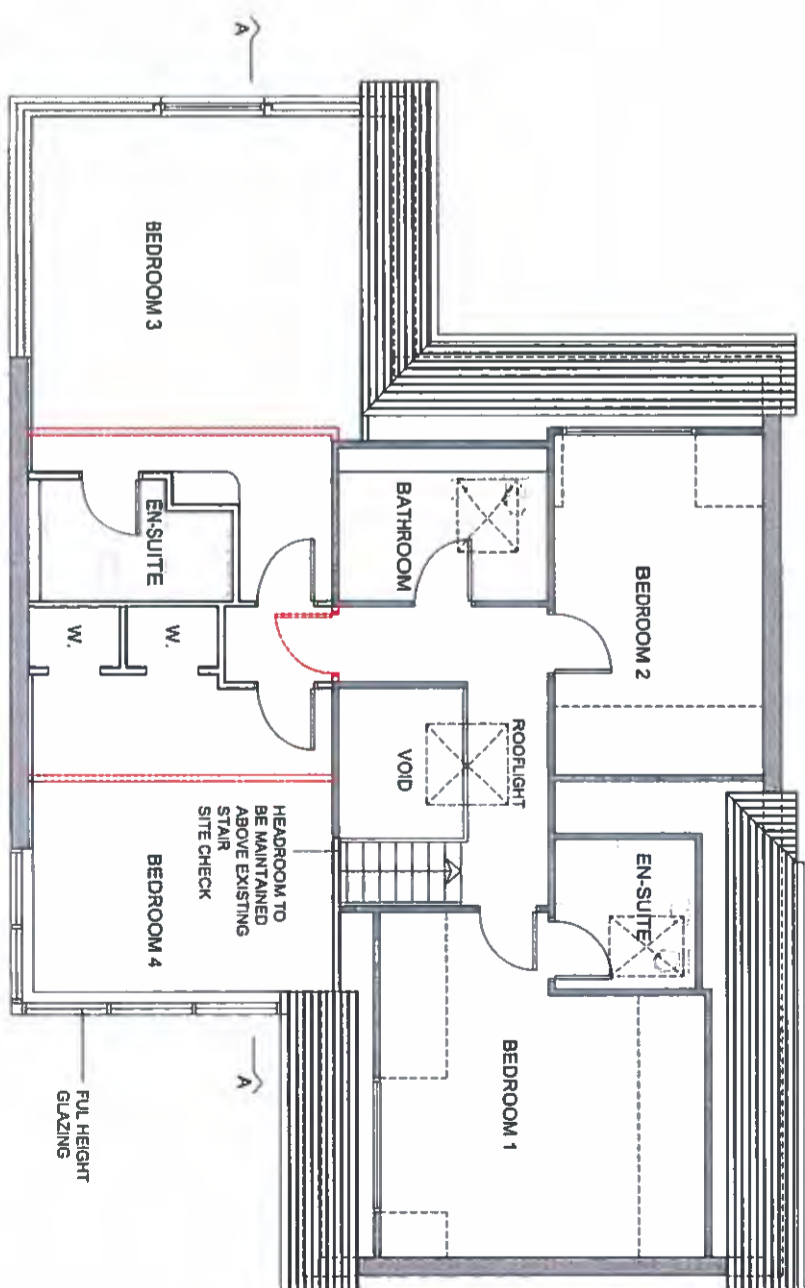 A
BEDROOM 3
EN-SUITE
BATHROOM
BEDROOM 2
W.
W.
VOID
ROOFLIGHT
HEADROOM TO
BE MAINTAINED
ABOVE EXISTING
STAIR
SITE CHECK
BEDROOM 4
EN-SUITE
BEDROOM 1
A
FUL HEIGHT
GLAZING